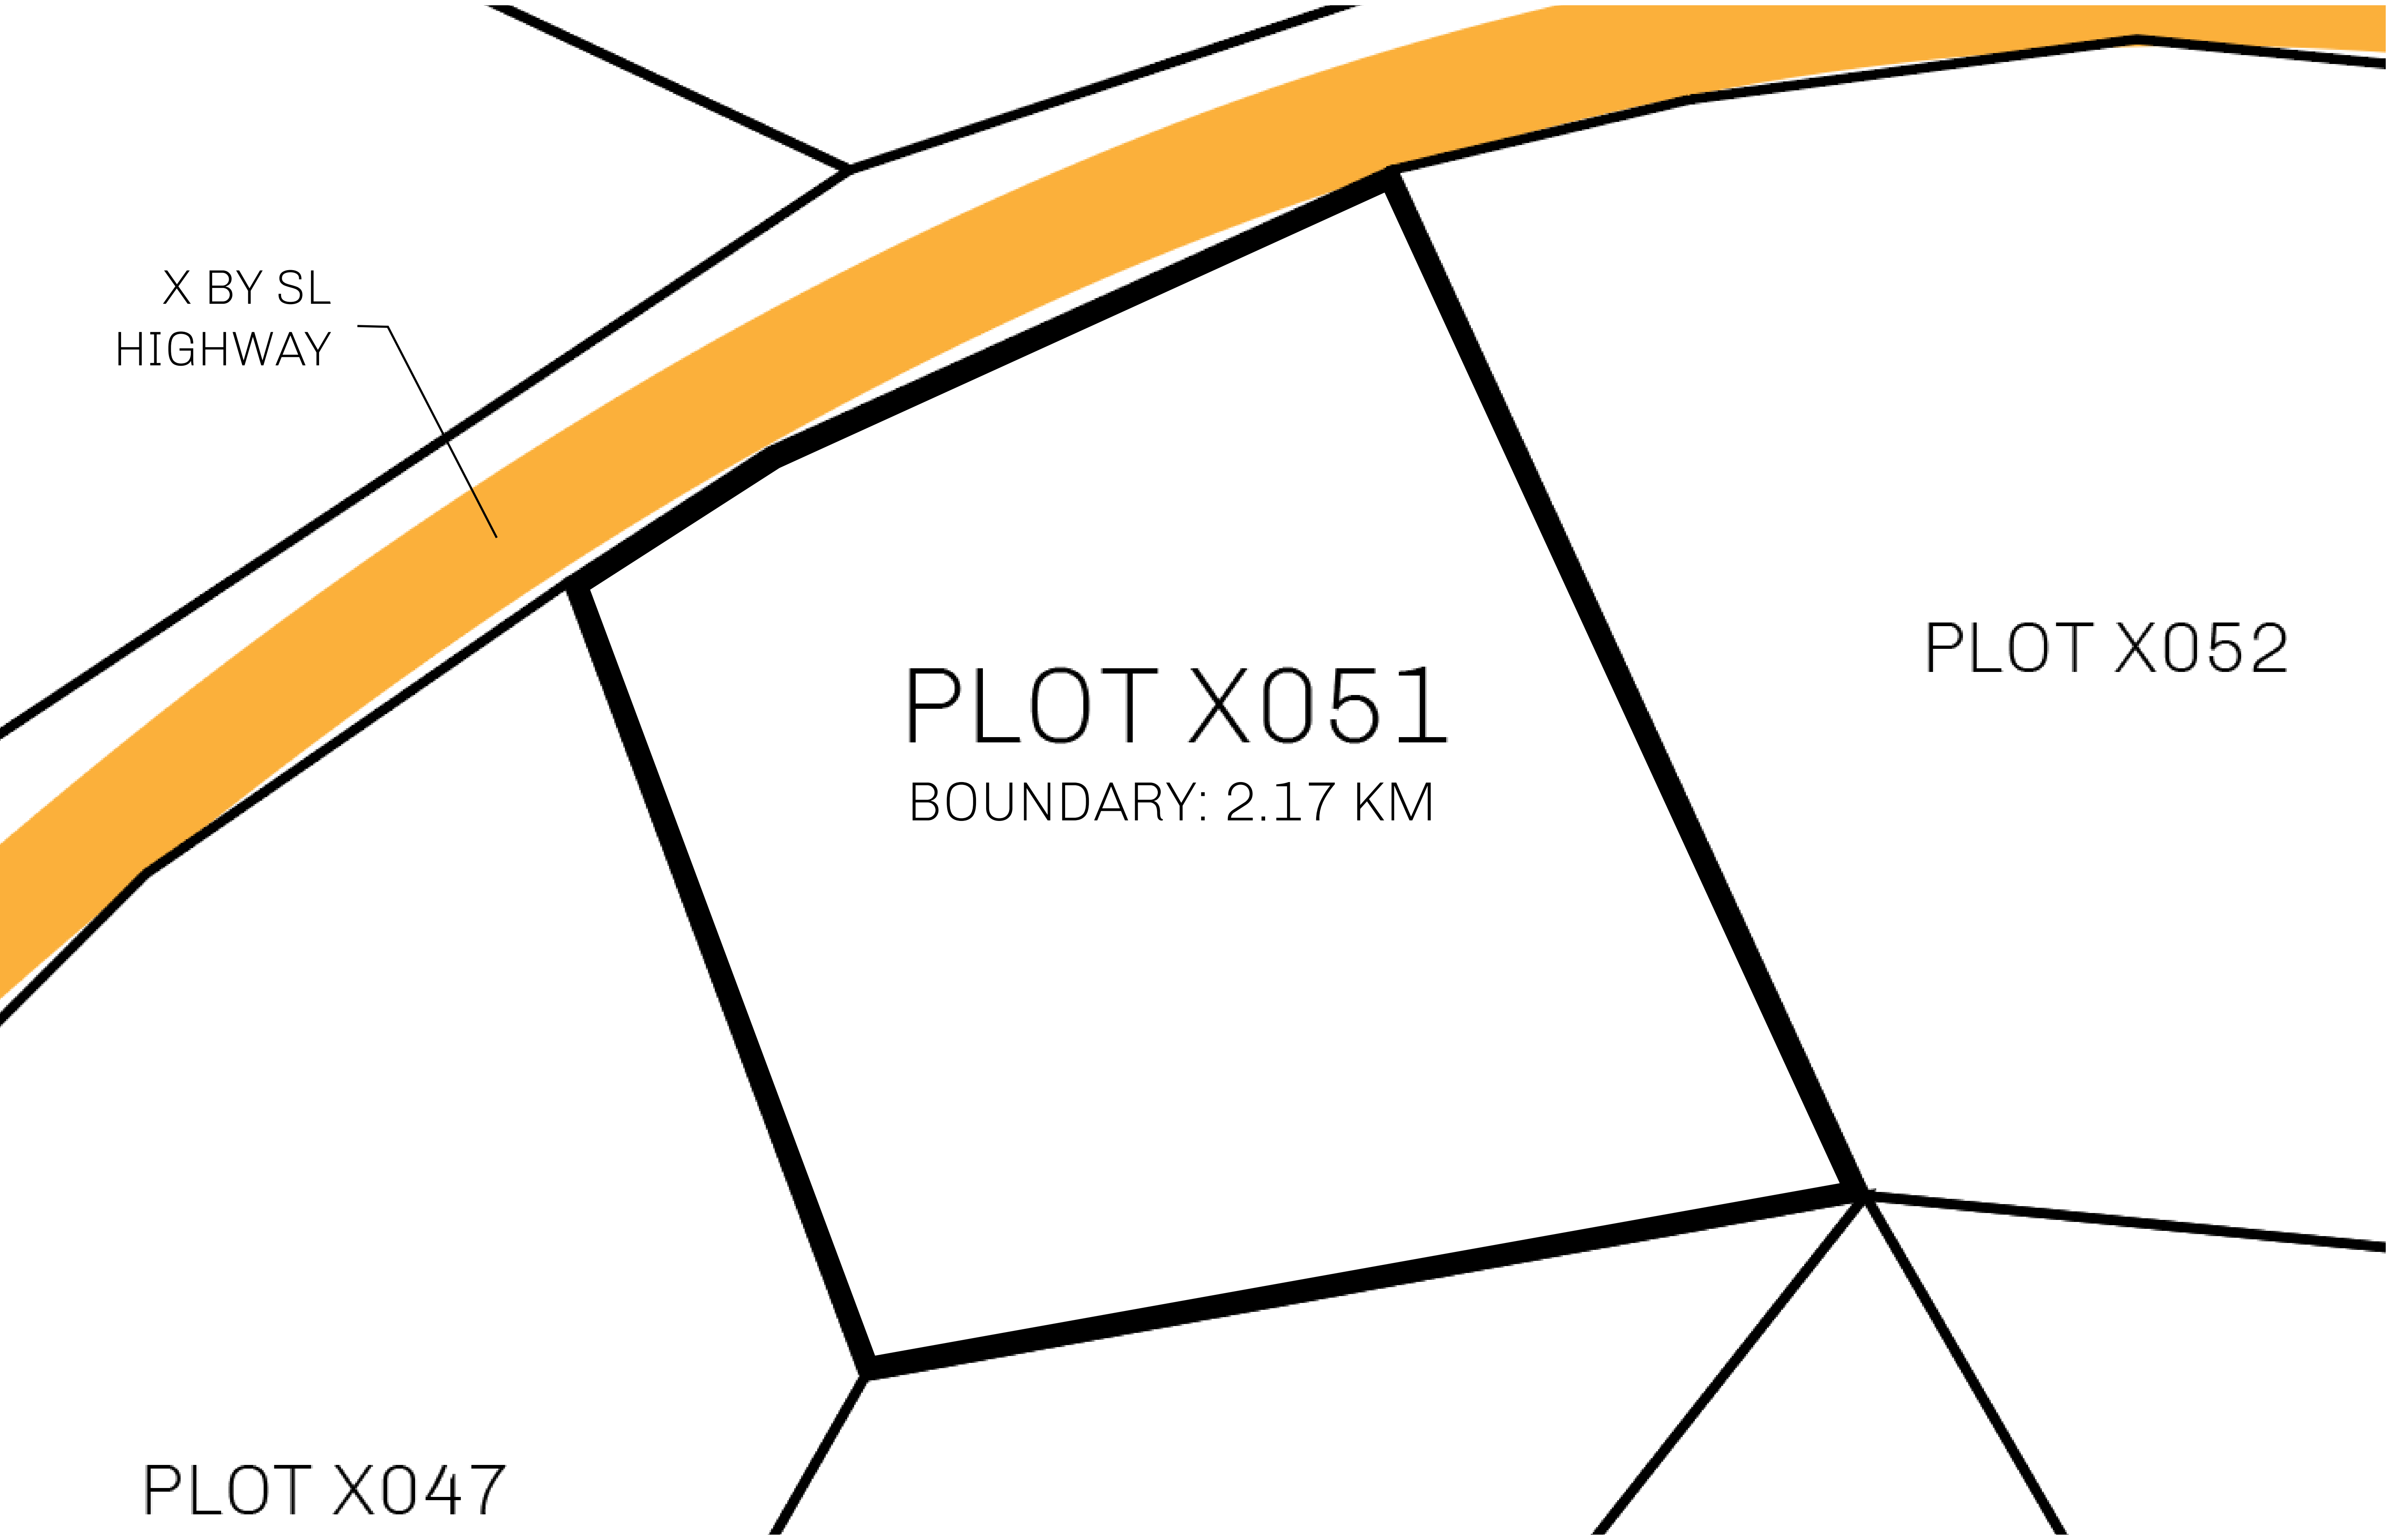 X BY SL
HIGHWAY
PLOT X052
PLOT X051
BOUNDARY: 2.17 KM
PLOT X047